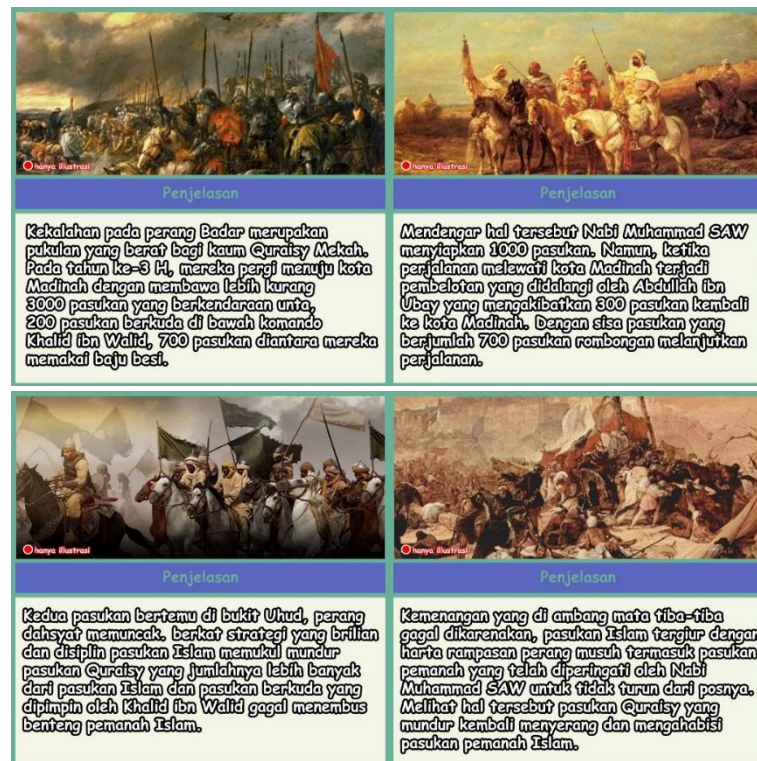 hanya illustrasi
Penjelasan
Kekalahan pada perang Badar merupakan
pukulan yang berat bagi kaum Quraisy Mekah.
Pada tahun ke-3 H, mereka pergi menuju kota
Madinah dengan membawa lebih kurang
3000 pasukan yang berkendaraan unta,
200 pasukan berkuda di bawah komando
Khalid ibn Walid, 700 pasukan diantara mereka
memakai baju besi.
hanya illustrasi
Penjelasan
Mendengar hal tersebut Nabi Muhammad SAW
menyiapkan 1000 pasukan. Namun, ketika
perjalanan melewati kota Madinah terjadi
pembelotan yang didalangi oleh Abdullah ibn
Ubay yang mengakibatkan 300 pasukan kembali
ke kota Madinah. Dengan sisa pasukan yang
berjumlah 700 pasukan rombongan melanjutkan
perjalanan.
hanya illustrasi
Penjelasan
Kedua pasukan bertemu di bukit Uhud, perang
dahsyat memuncak. berkat strategi yang brilian
dan disiplin pasukan Islam memukul mundur
pasukan Quraisy yang jumlahnya lebih banyak
dari pasukan Islam dan pasukan berkuda yang
dipimpin oleh Khalid ibn Walid gagal menembus
benteng pemanah Islam.
hanya illustrasi
Penjelasan
Kemenangan yang di ambang mata tiba-tiba
gagal dikarenakan, pasukan Islam tergiur dengan
harta rampasan perang musuh termasuk pasukan
pemanah yang telah diperingati oleh Nabi
Muhammad SAW untuk tidak turun dari posnya.
Melihat hal tersebut pasukan Quraisy yang
mundur kembali menyerang dan mengahabisi
pasukan pemanah Islam.